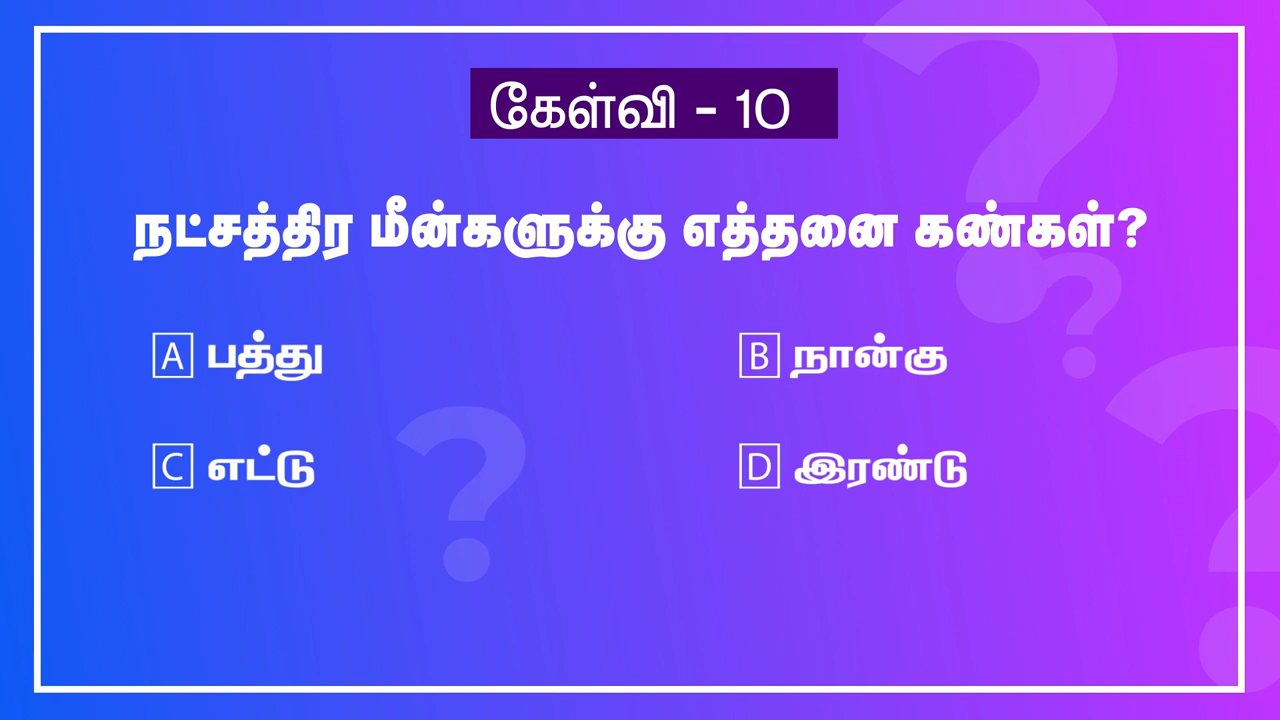 கேள்வி - 10
நட்சத்திர மீன்களுக்கு எத்தனை கண்கள்?
A பத்து
B நான்கு
C எட்டு
D இரண்டு